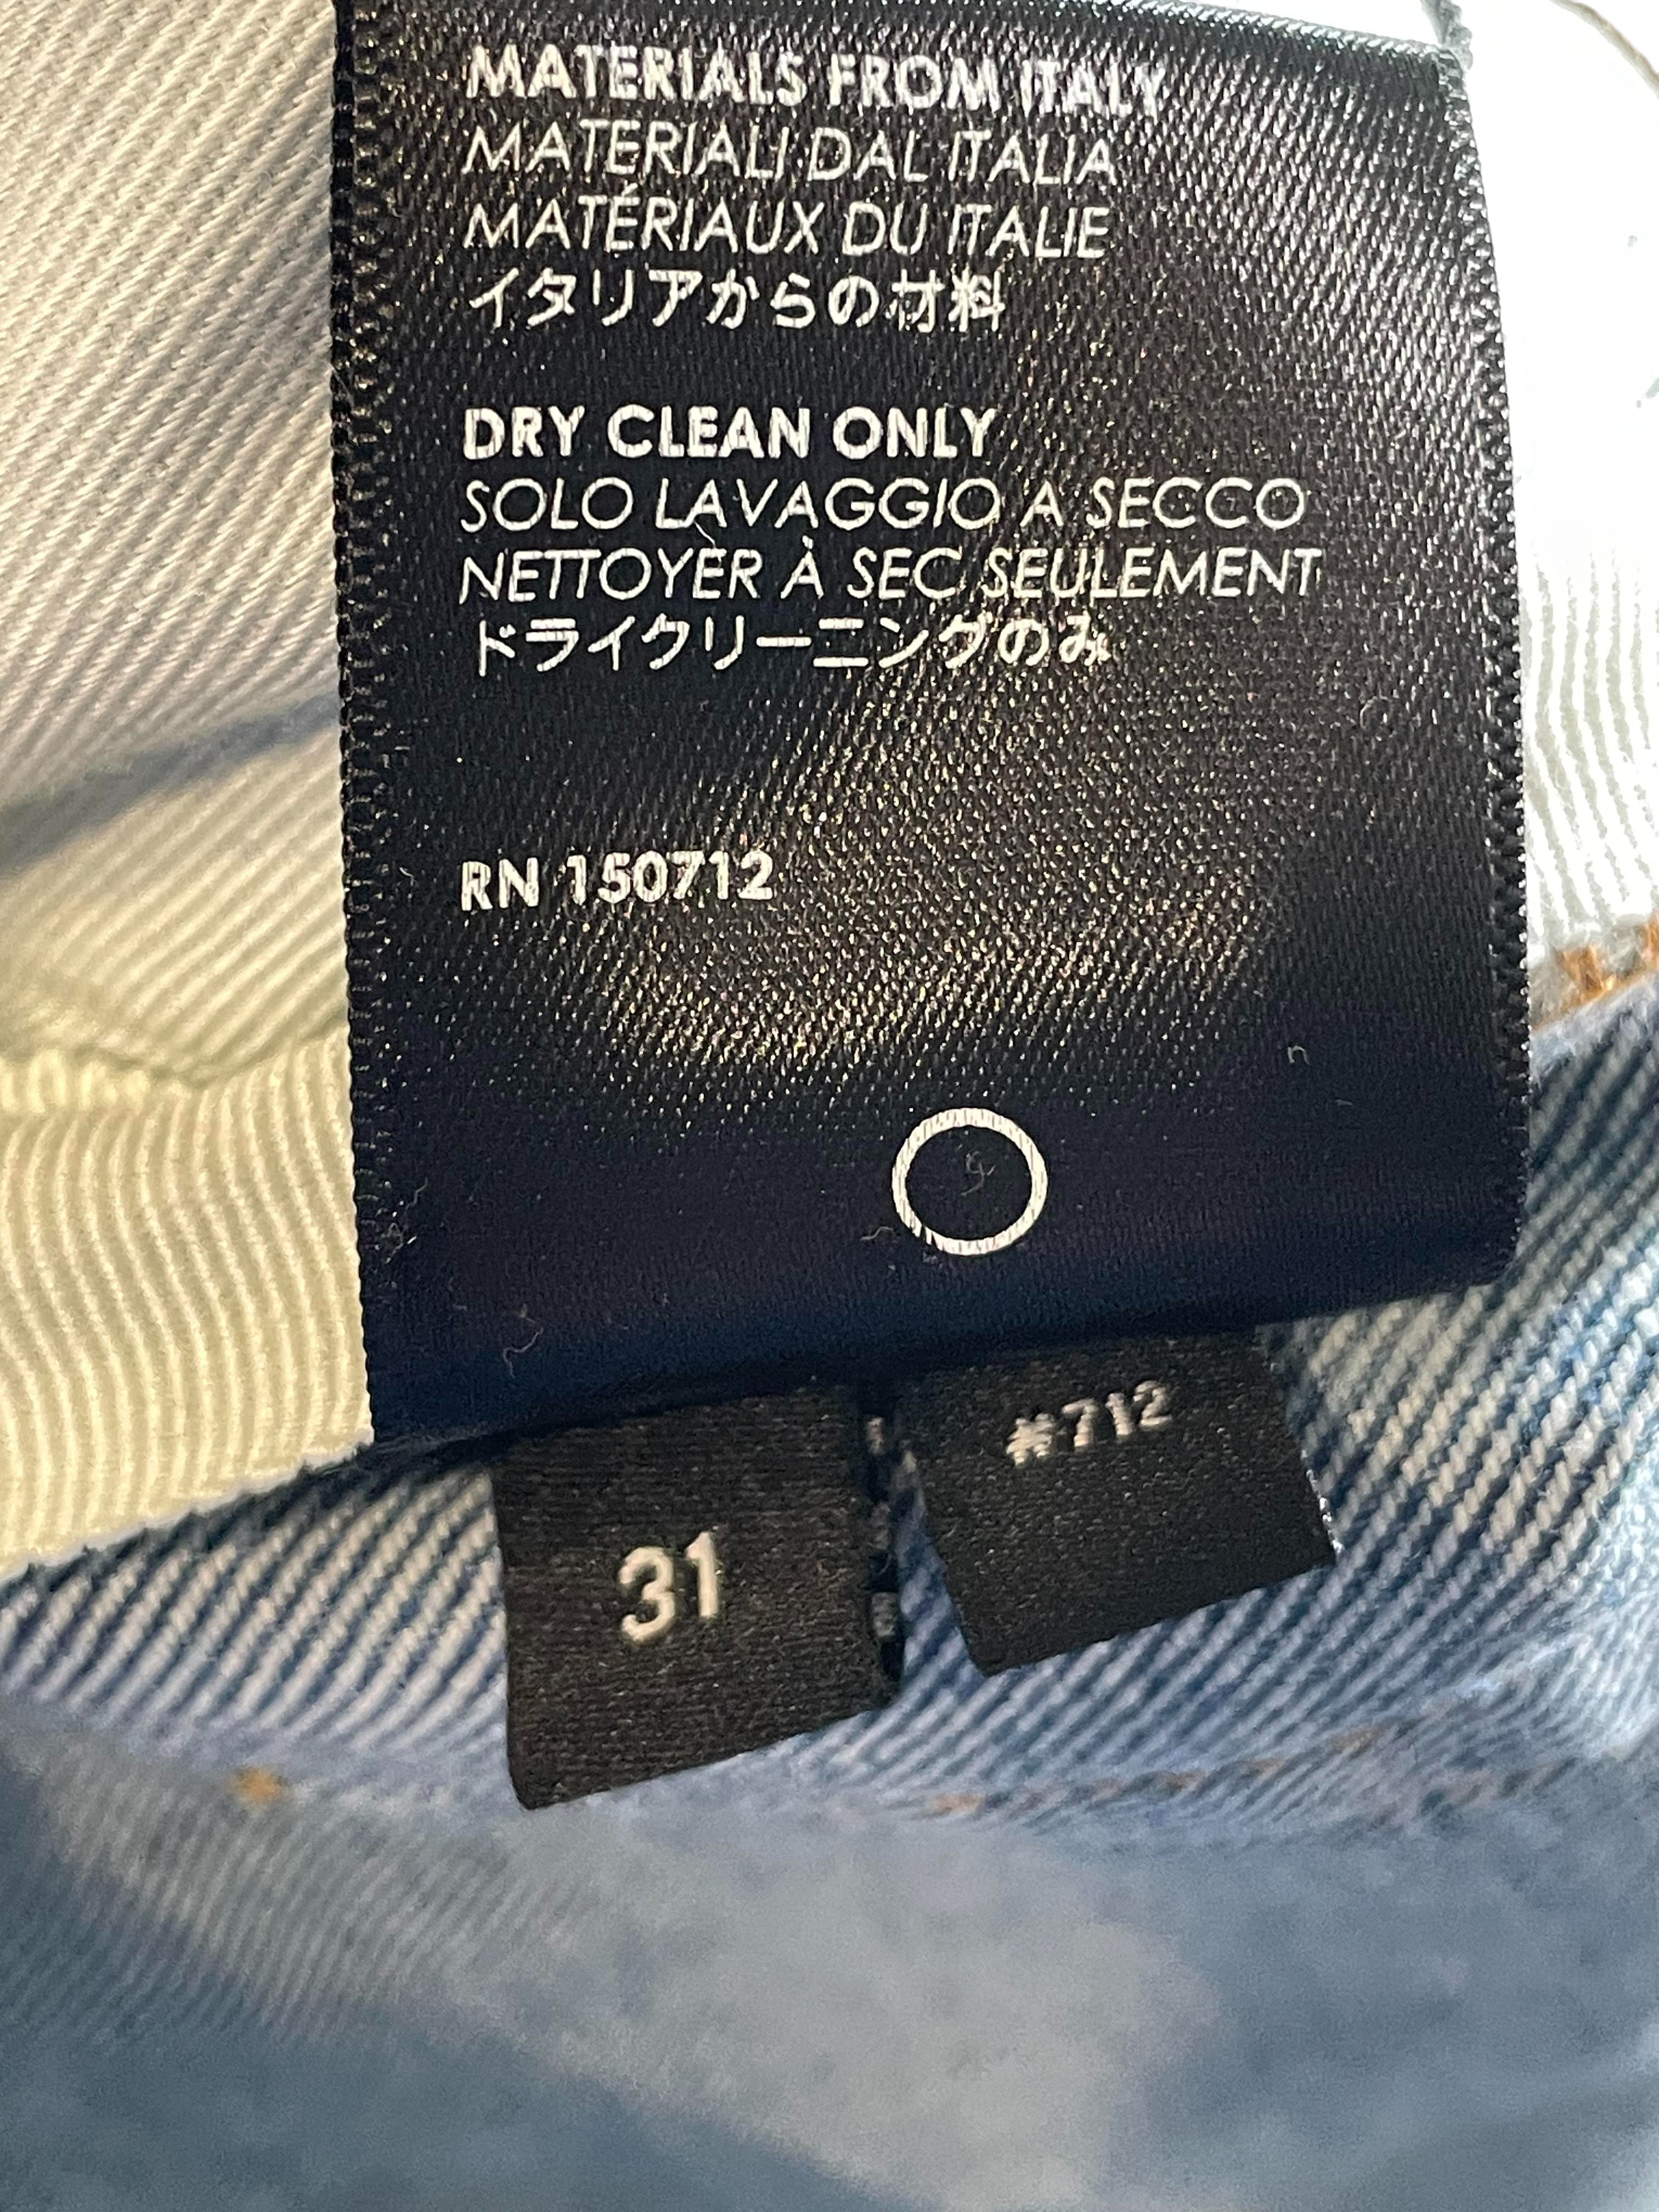 MATERIALS FROM ITALY
MATERIALI DAL ITALIA
MATÉRIAUX DU ITALIE
イタリアからの材料
DRY CLEAN ONLY
SOLO LAVAGGIO A SECCO
NETTOYER À SEC SEULEMENT
ドライクリーニングのみ
RN 150712
#712
31